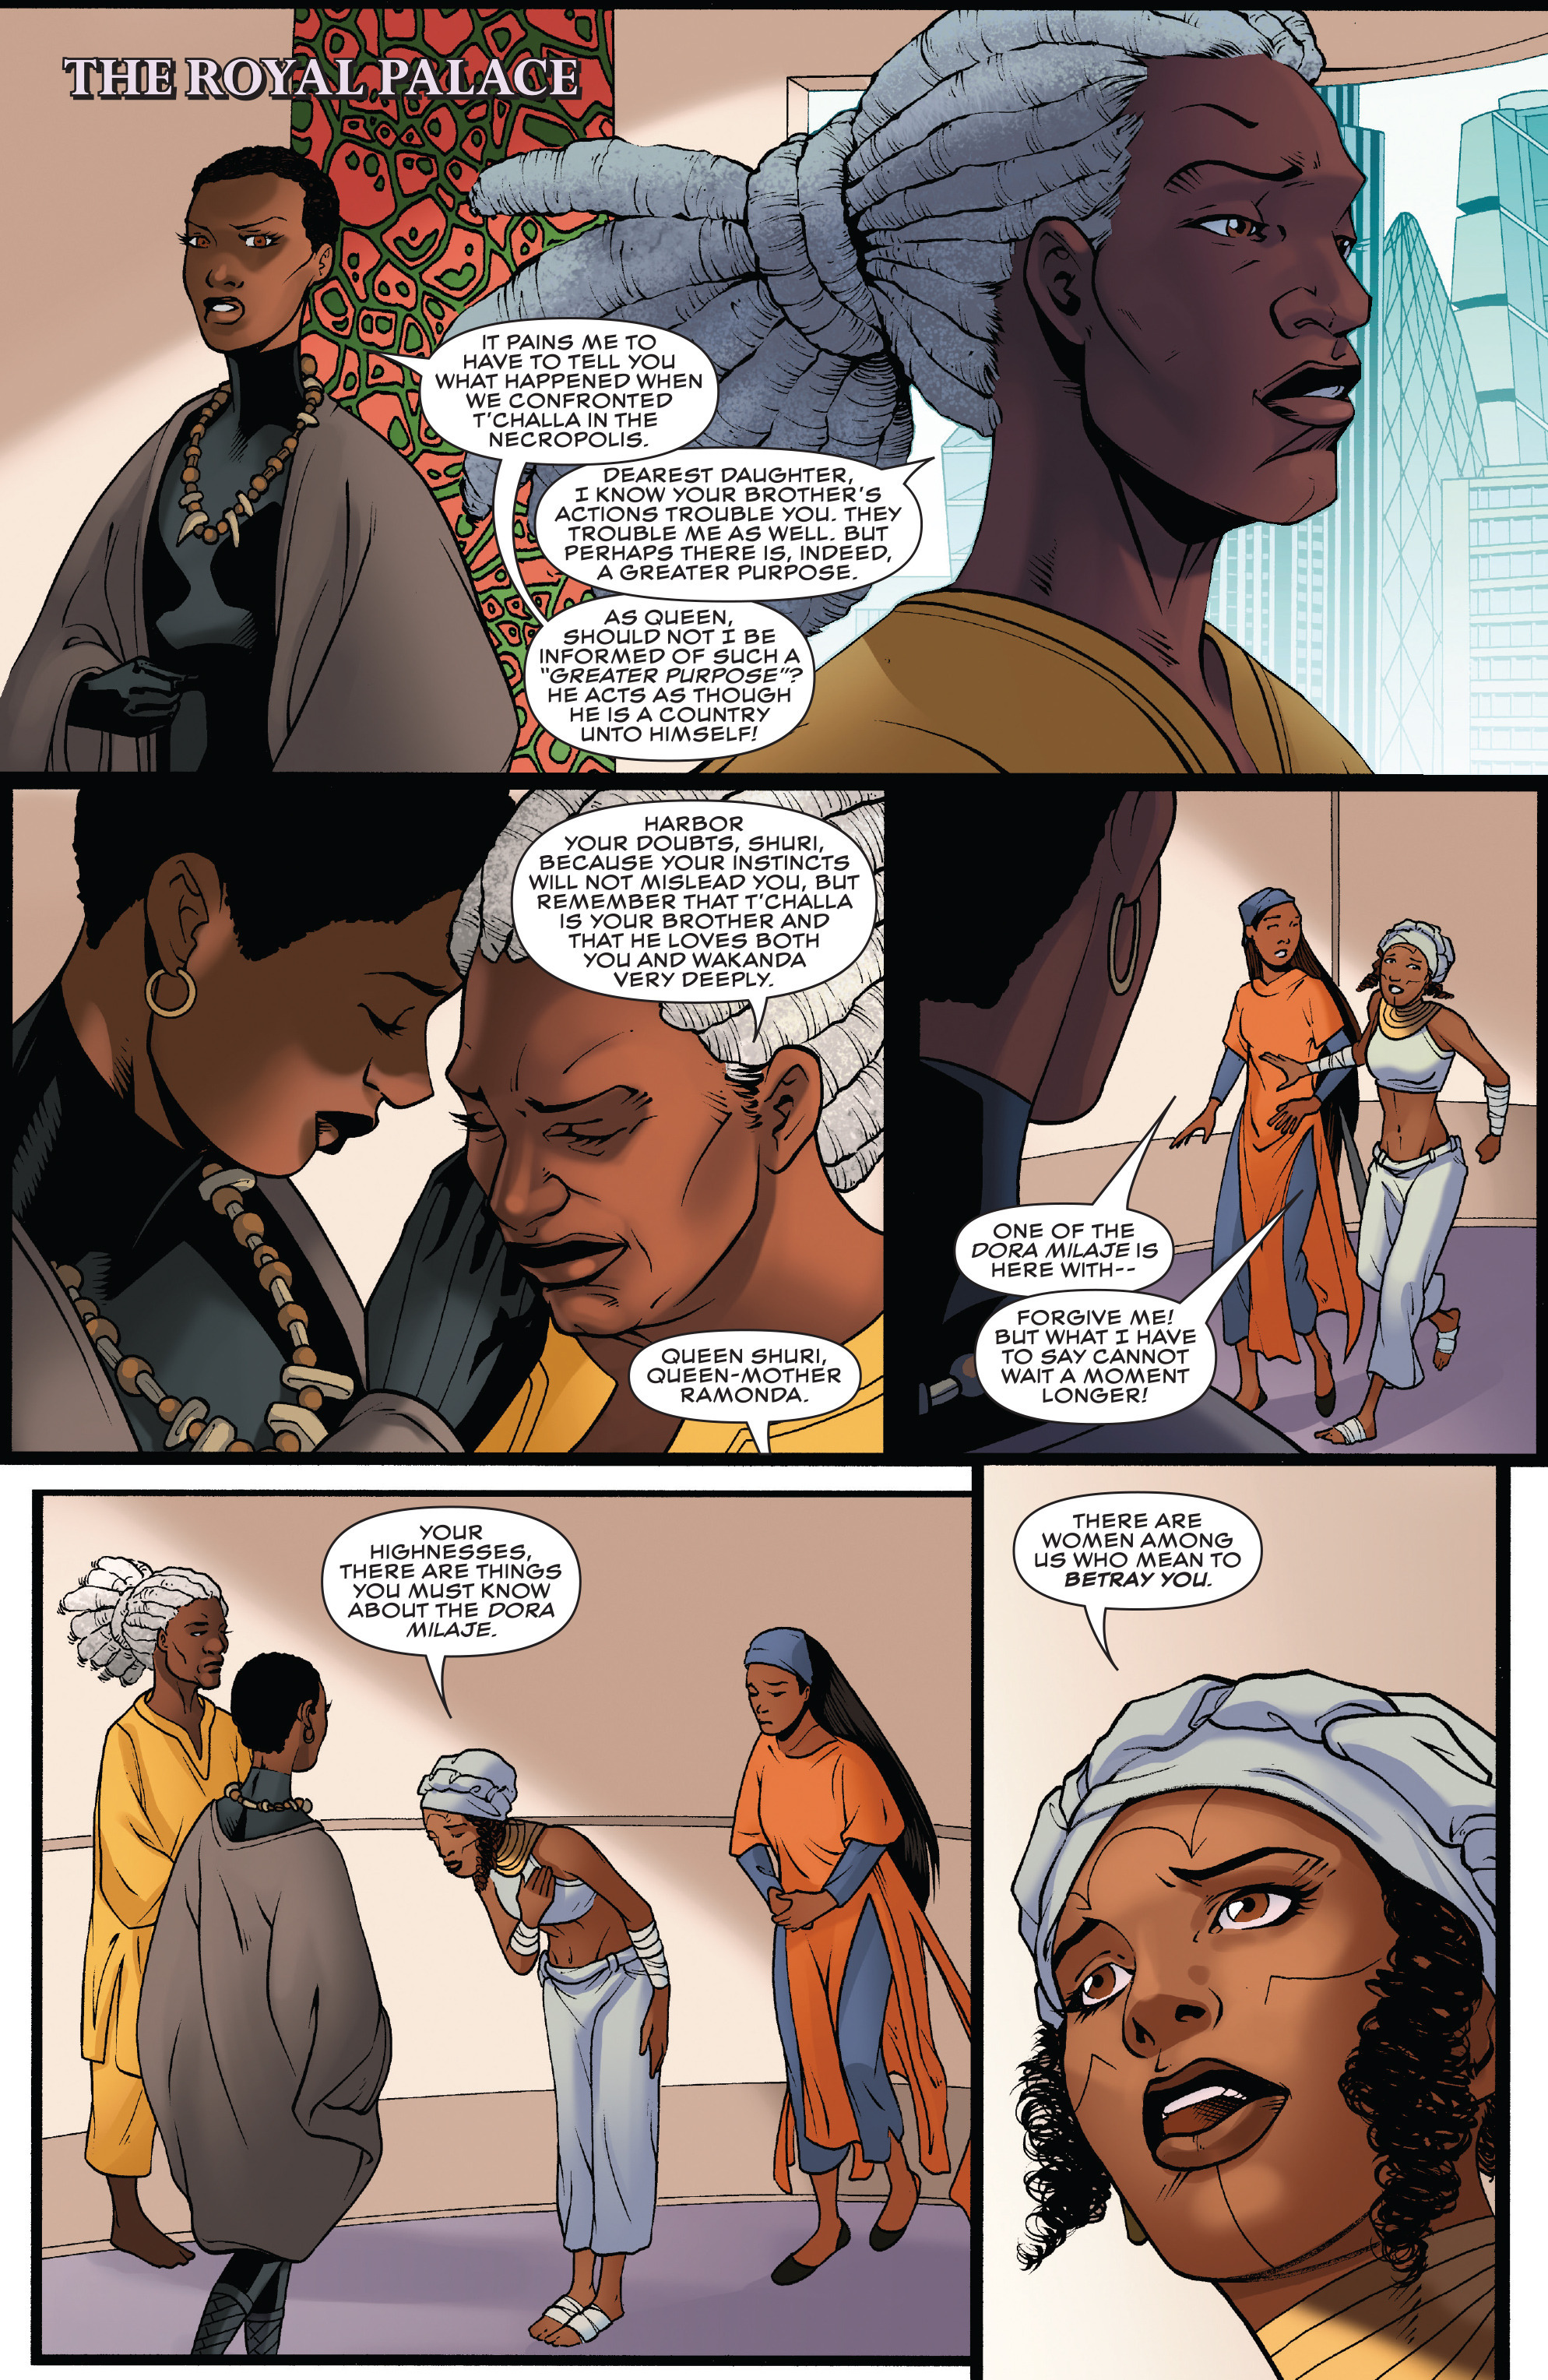 THE ROYAL PALACE
IT PAINS ME TO
HAVE TO TELL YOU
WHAT HAPPENED WHEN
WE CONFRONTED
T'CHALLA IN THE
NECROPOLIS.
DEAREST DAUGHTER,
I KNOW YOUR BROTHER'S
ACTIONS TROUBLE YOU. THEY
TROUBLE ME AS WELL. BUT
PERHAPS THERE IS, INDEED,
A GREATER PURPOSE.
AS QUEEN,
SHOULD NOT I BE
INFORMED OF SUCH A
"GREATER PURPOSE"?
HE ACTS AS THOUGH
HE IS A COUNTRY
UNTO HIMSELF!
HARBOR
YOUR DOUBTS, SHURI,
BECAUSE YOUR INSTINCTS
WILL NOT MISLEAD YOU, BUT
REMEMBER THAT T'CHALLA
IS YOUR BROTHER AND
THAT HE LOVES BOTH
YOU AND WAKANDA
VERY DEEPLY.
QUEEN SHURI,
QUEEN-MOTHER
RAMONDA.
ONE OF THE
DORA MILAJE IS
HERE WITH--
FORGIVE ME!
BUT WHAT I HAVE
TO SAY CANNOT
WAIT A MOMENT
LONGER!
YOUR
HIGHNESSES,
THERE ARE THINGS
YOU MUST KNOW
ABOUT THE DORA
MILAJE.
THERE ARE
WOMEN AMONG
US WHO MEAN TO
BETRAY YOU.